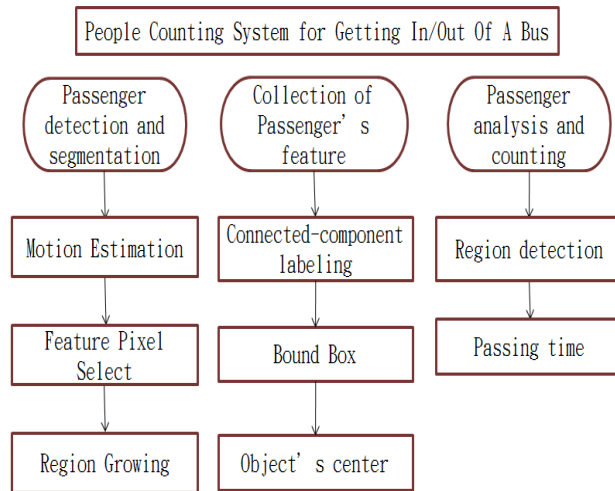 People Counting System for Getting In/Out Of A Bus
Passenger
detection and
segmentation
Motion Estimation
Feature Pixel
Select
Region Growing
Collection of
Passenger's
feature
Connected-component
labeling
Bound Box
Object's center
Passenger
analysis and
counting
Region detection
Passing time